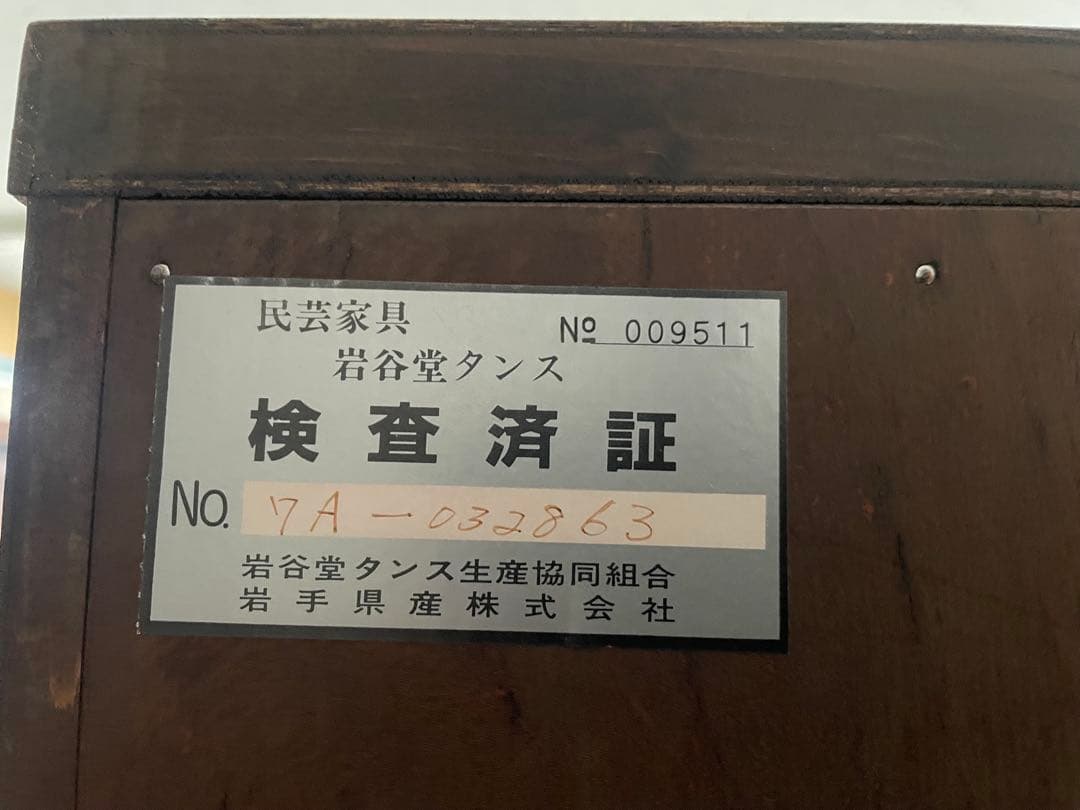 民芸家具
№ 009511
岩谷堂タンス
検査済証
No. 7A-032863
岩谷堂タンス生産協同組合
岩手県産株式会社